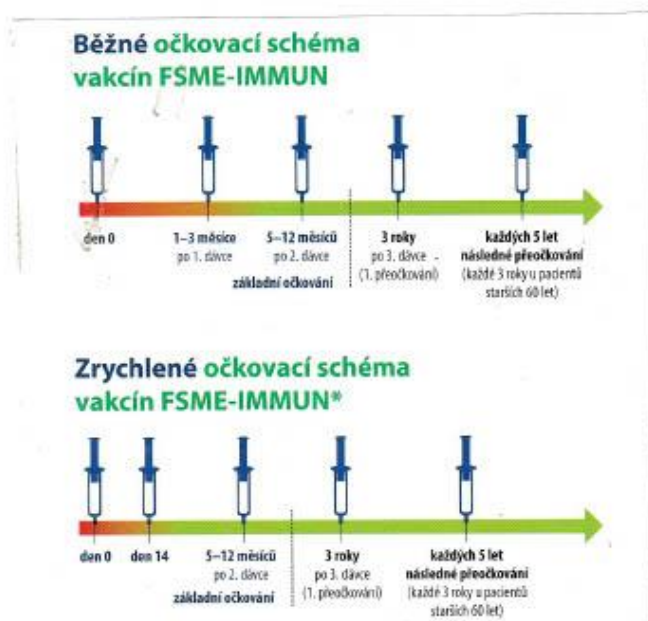 Běžné očkovací schéma
vakcín FSME-IMMUN
den 0
1–3 měsíce
po 1. dávce
5–12 měsíců
po 2. dávce
základní očkování
3 roky
po 3. dávce -
(1. přeočkování)
každých 5 let
následné přeočkování
(každé 3 roky u pacientů
starších 60 let)
Zrychlené očkovací schéma
vakcín FSME-IMMUN*
den 0
den 14
5–12 měsíců
po 2. dávce
základní očkování
3 roky
po 3. dávce
(1. přeočkování)
každých 5 let
následné přeočkování
(každé 3 roky u pacientů
starších 60 let)